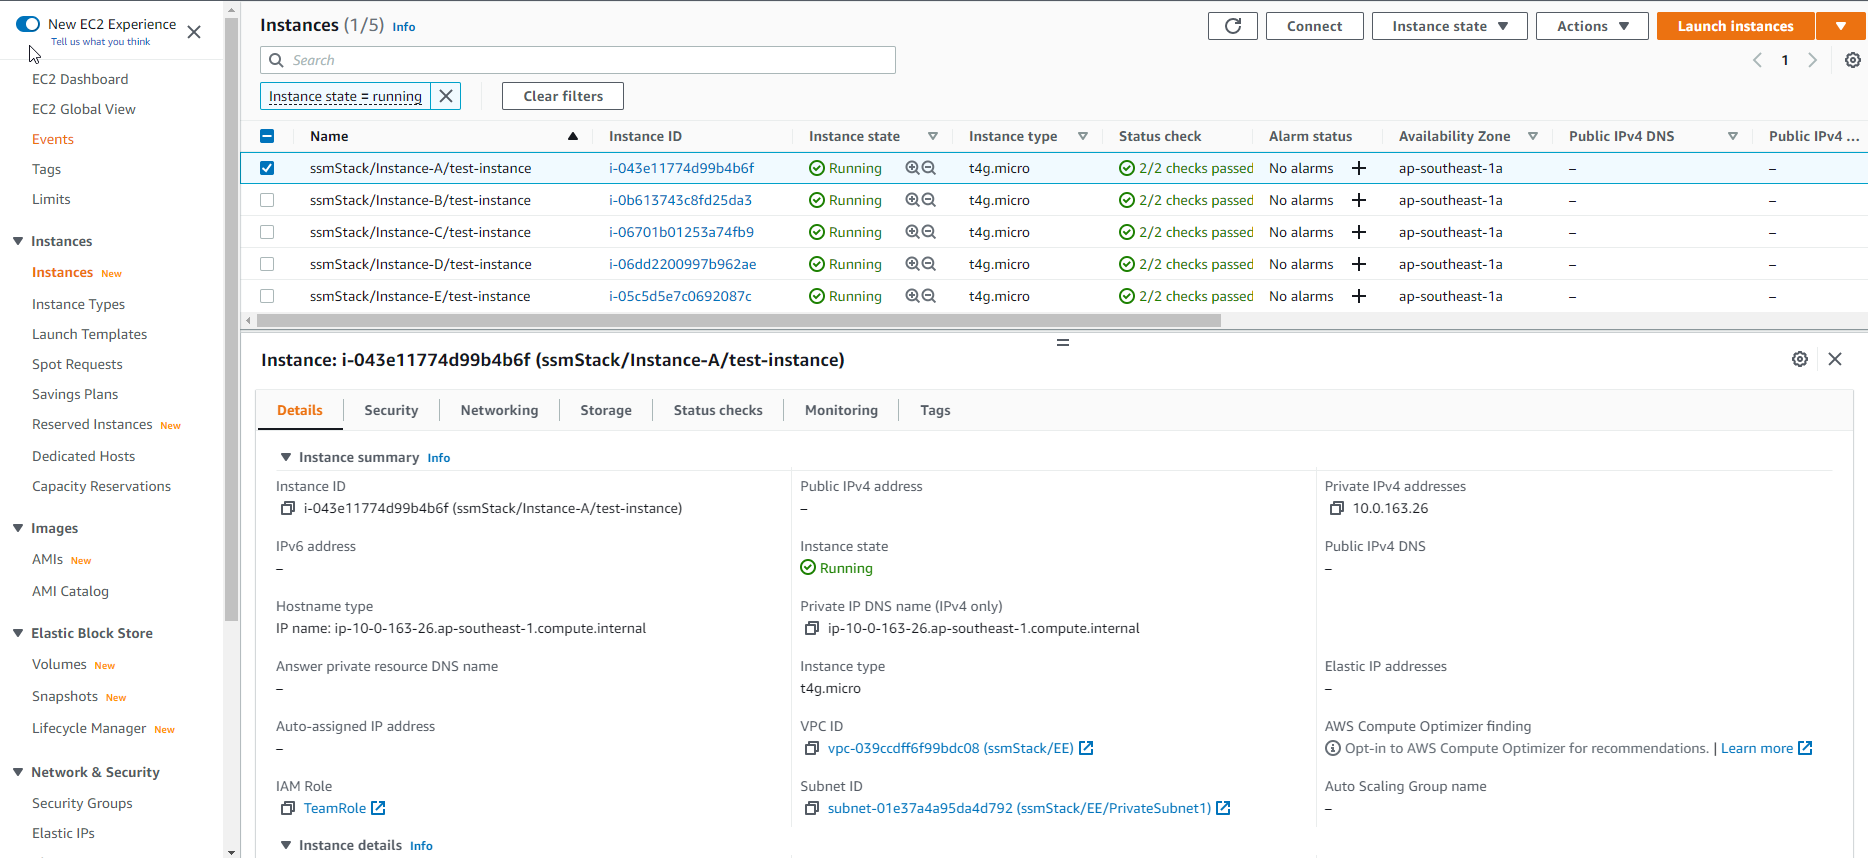 New EC2 Experience
Tell us what you think
EC2 Dashboard
EC2 Global View
Events
Tags
Limits
Instances
Instances New
Instance Types
Launch Templates
Spot Requests
Savings Plans
Reserved Instances New
Dedicated Hosts
Capacity Reservations
Images
AMIs New
AMI Catalog
Elastic Block Store
Volumes New
Snapshots New
Lifecycle Manager New
Network & Security
Security Groups
Elastic IPs
Instances (1/5) Info
Connect
Instance state
Actions
Launch instances
Search
1
Instance state = running
Clear filters
Name Instance ID Instance state Instance type Status check Alarm status Availability Zone Public IPv4 DNS Public IPv4 ...
ssmStack/Instance-A/test-instance i-043e11774d99b4b6f Running t4g.micro 2/2 checks passed No alarms + ap-southeast-1a – –
ssmStack/Instance-B/test-instance i-0b613743c8fd25da3 Running t4g.micro 2/2 checks passed No alarms + ap-southeast-1a – –
ssmStack/Instance-C/test-instance i-06701b01253a74fb9 Running t4g.micro 2/2 checks passed No alarms + ap-southeast-1a – –
ssmStack/Instance-D/test-instance i-06dd2200997b962ae Running t4g.micro 2/2 checks passed No alarms + ap-southeast-1a – –
ssmStack/Instance-E/test-instance i-05c5d5e7c0692087c Running t4g.micro 2/2 checks passed No alarms + ap-southeast-1a – –
Instance: i-043e11774d99b4b6f (ssmStack/Instance-A/test-instance)
Details Security Networking Storage Status checks Monitoring Tags
Instance summary Info
Instance ID Public IPv4 address Private IPv4 addresses
i-043e11774d99b4b6f (ssmStack/Instance-A/test-instance) – 10.0.163.26
IPv6 address Instance state Public IPv4 DNS
– Running –
Hostname type Private IP DNS name (IPv4 only)
IP name: ip-10-0-163-26.ap-southeast-1.compute.internal ip-10-0-163-26.ap-southeast-1.compute.internal
Answer private resource DNS name Instance type Elastic IP addresses
– t4g.micro –
Auto-assigned IP address VPC ID AWS Compute Optimizer finding
– vpc-039ccdff6f99bdc08 (ssmStack/EE) Opt-in to AWS Compute Optimizer for recommendations. | Learn more
IAM Role Subnet ID Auto Scaling Group name
TeamRole subnet-01e37a4a95da4d792 (ssmStack/EE/PrivateSubnet1) –
Instance details Info